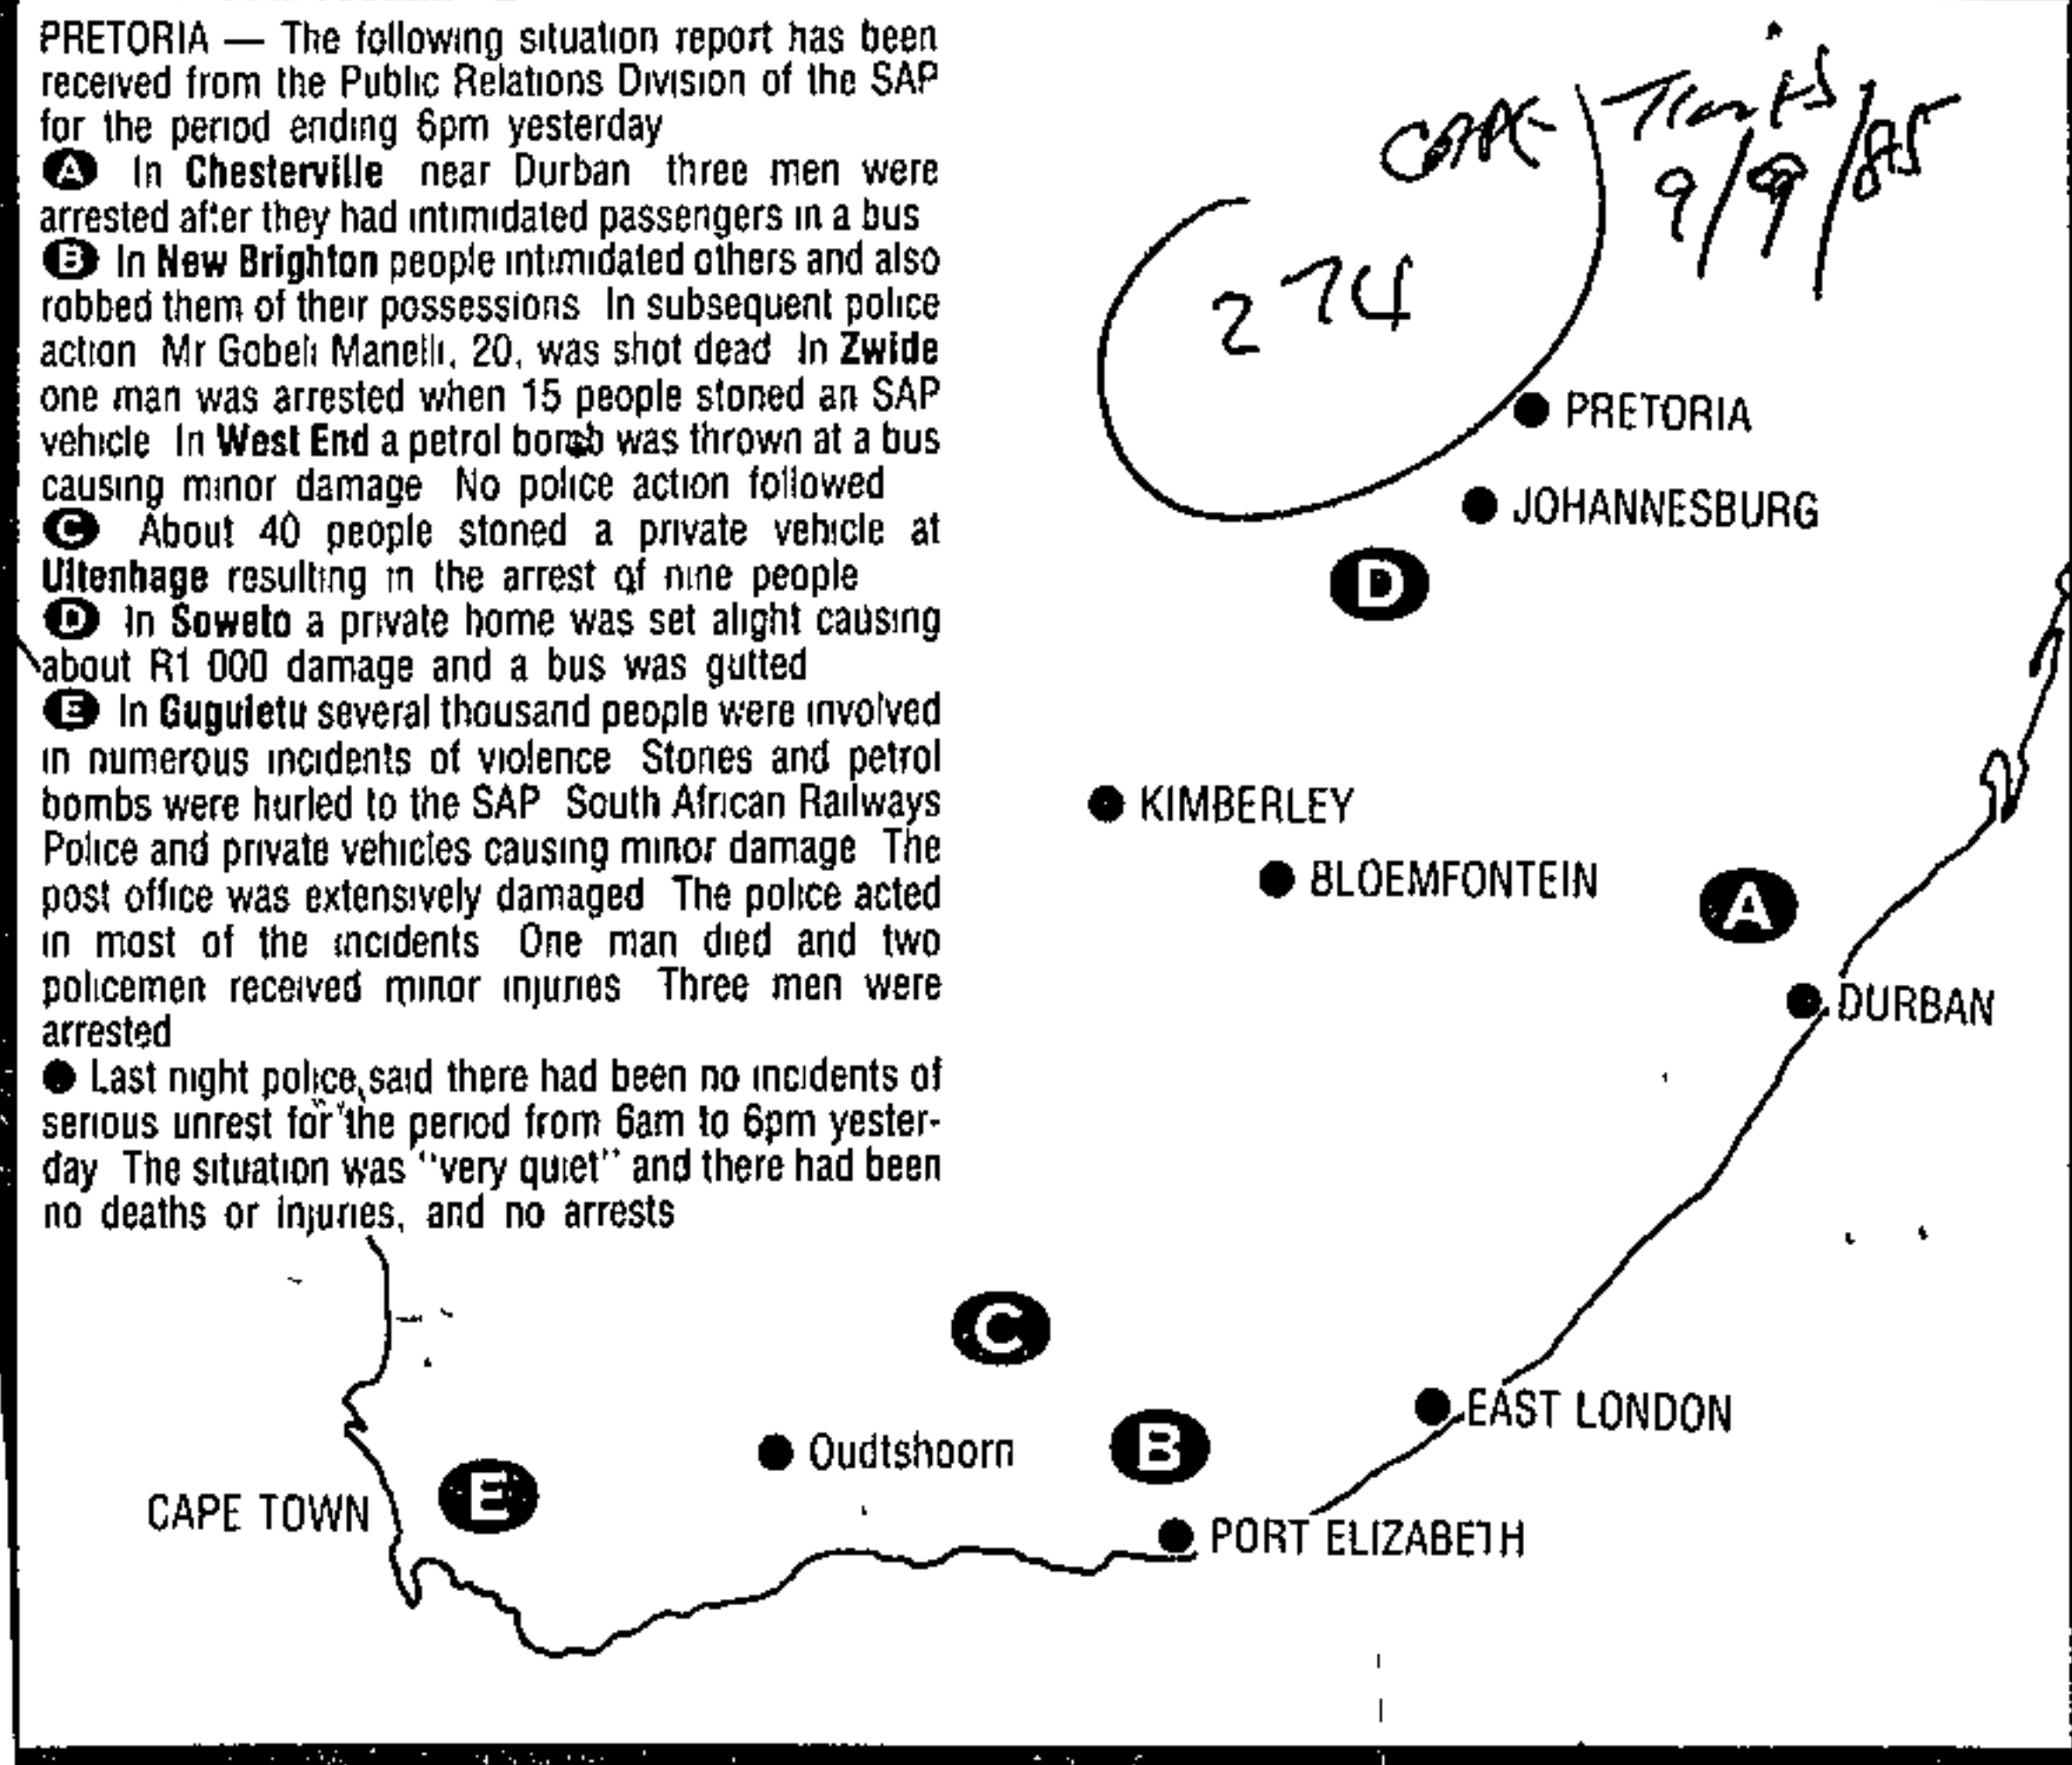 PRETORIA — The following situation report has been
received from the Public Relations Division of the SAP
for the period ending 6pm yesterday
A In Chesterville near Durban three men were
arrested after they had intimidated passengers in a bus
B In New Brighton people intimidated others and also
robbed them of their possessions In subsequent police
action Mr Gobeli Manelli, 20, was shot dead In Zwide
one man was arrested when 15 people stoned an SAP
vehicle In West End a petrol bomb was thrown at a bus
causing minor damage No police action followed
C About 40 people stoned a private vehicle at
Uitenhage resulting in the arrest of nine people
D In Soweto a private home was set alight causing
about R1 000 damage and a bus was gutted
E In Guguletu several thousand people were involved
in numerous incidents of violence Stones and petrol
bombs were hurled to the SAP South African Railways
Police and private vehicles causing minor damage The
post office was extensively damaged The police acted
in most of the incidents One man died and two
policemen received minor injuries Three men were
arrested
● Last night police said there had been no incidents of
serious unrest for the period from 6am to 6pm yester-
day The situation was "very quiet" and there had been
no deaths or injuries, and no arrests
Times
9/9/85
274
PRETORIA
JOHANNESBURG
D
KIMBERLEY
BLOEMFONTEIN
A
DURBAN
C
EAST LONDON
B
Oudtshoorn
E
CAPE TOWN
PORT ELIZABETH